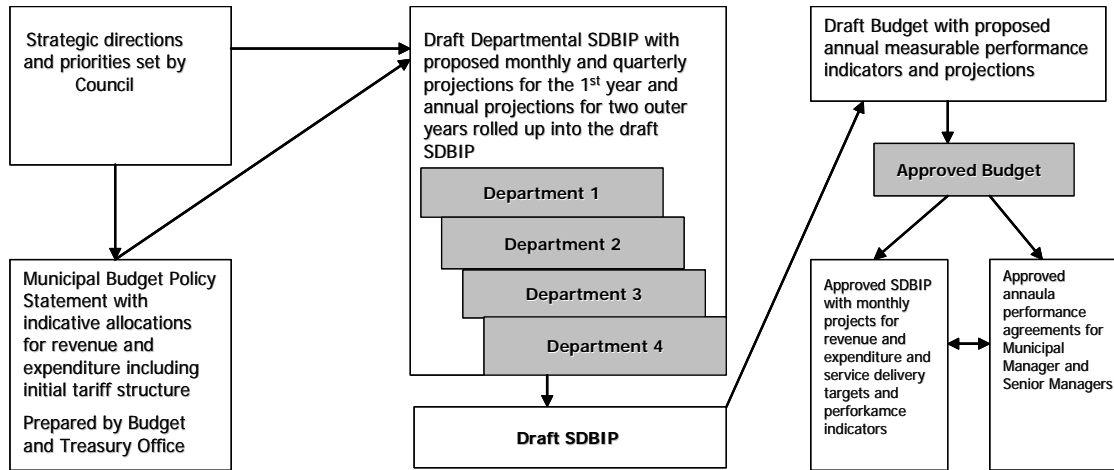 Strategic directions
and priorities set by
Council
Municipal Budget Policy
Statement with
indicative allocations
for revenue and
expenditure including
initial tariff structure
Prepared by Budget
and Treasury Office
Draft Departmental SDBIP with
proposed monthly and quarterly
projections for the 1st year and
annual projections for two outer
years rolled up into the draft
SDBIP
Department 1
Department 2
Department 3
Department 4
Draft SDBIP
Draft Budget with proposed
annual measurable performance
indicators and projections
Approved Budget
Approved SDBIP
with monthly
projects for
revenue and
expenditure and
service delivery
targets and
perforkamce
indicators
Approved
annaula
performance
agreements for
Municipal
Manager and
Senior Managers